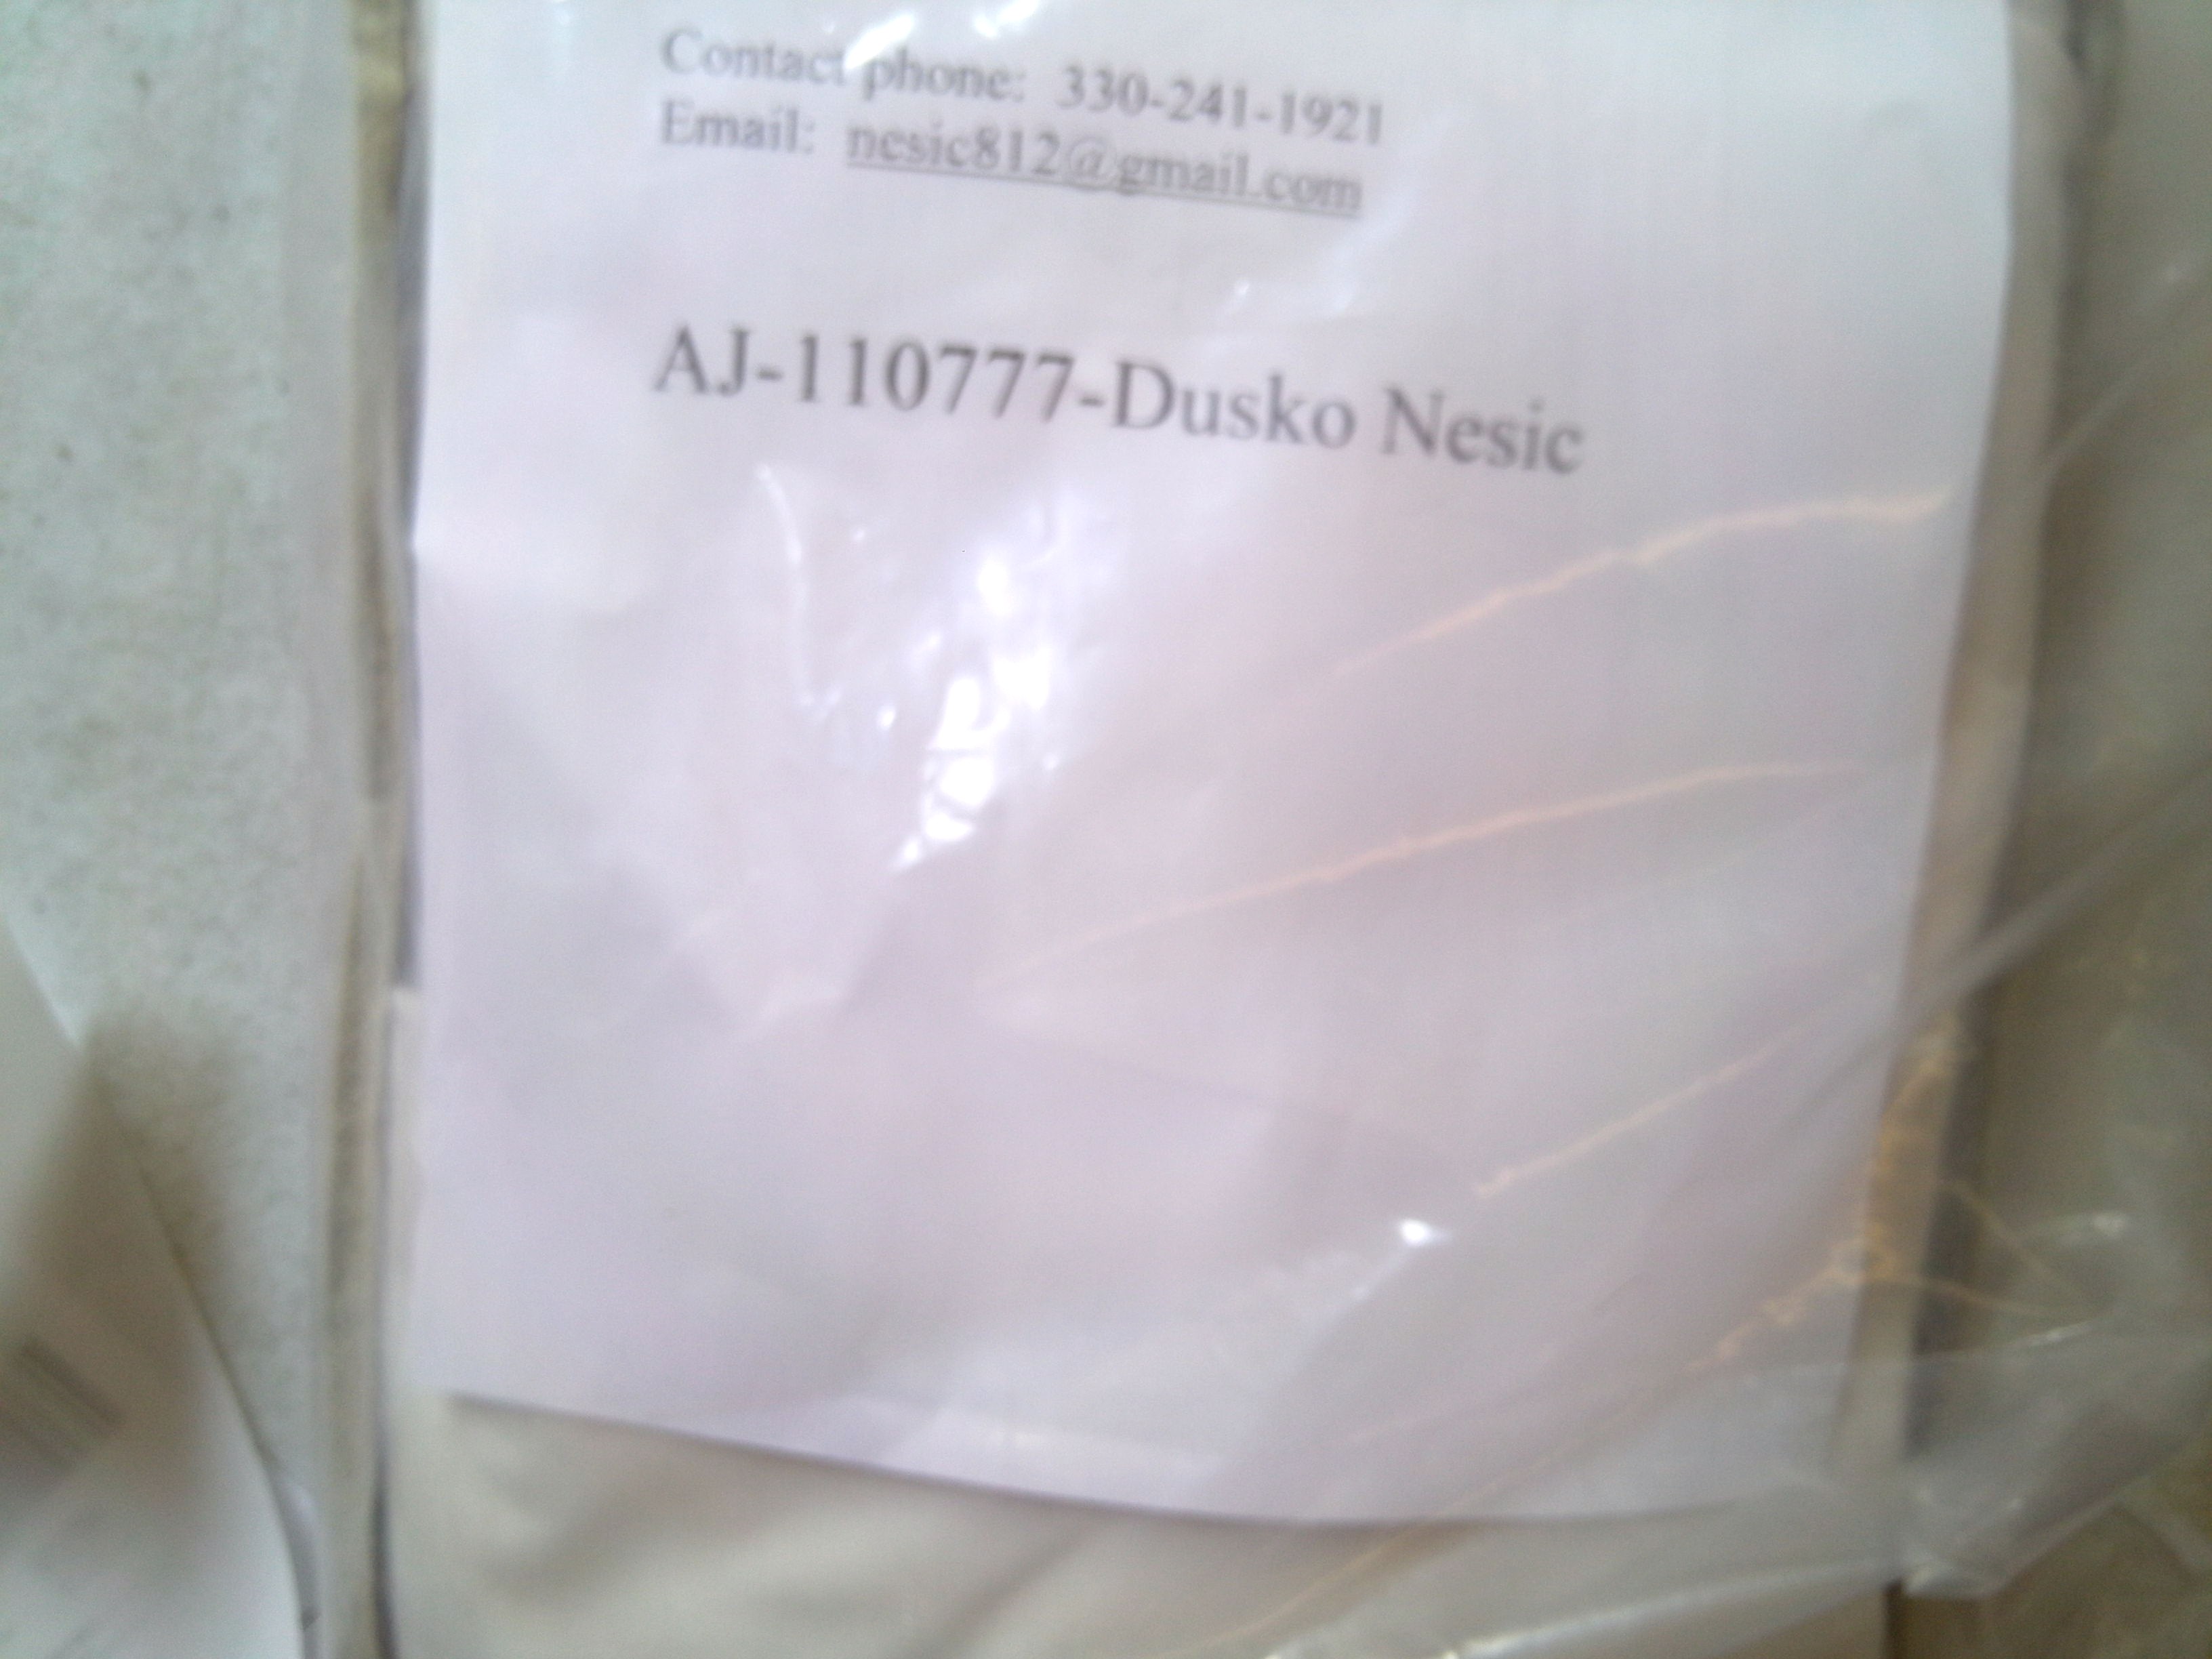 Contact phone: 330-241-1921
Email: nesic812@gmail.com
AJ-110777-Dusko Nesic